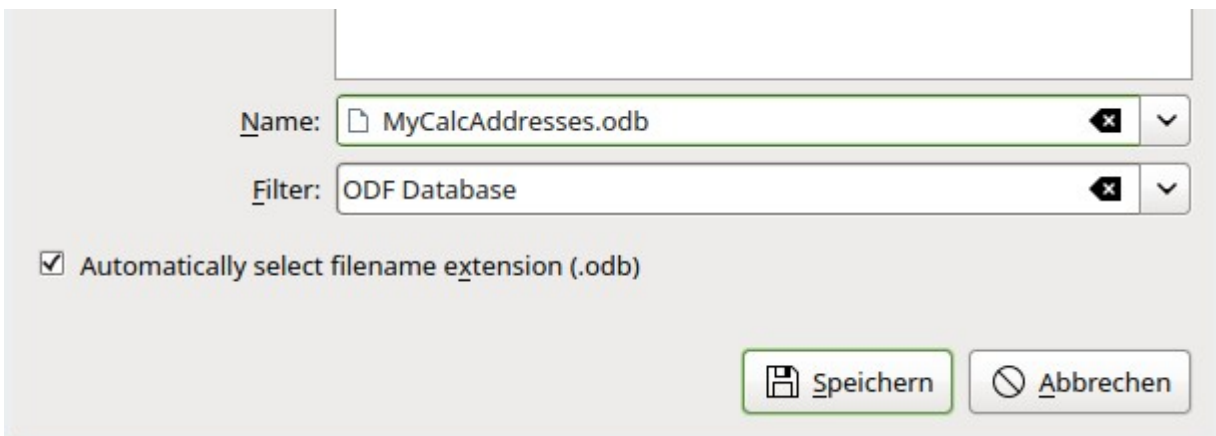 Name: MyCalcAddresses.odb
Filter: ODF Database
Automatically select filename extension (.odb)
Speichern Abbrechen